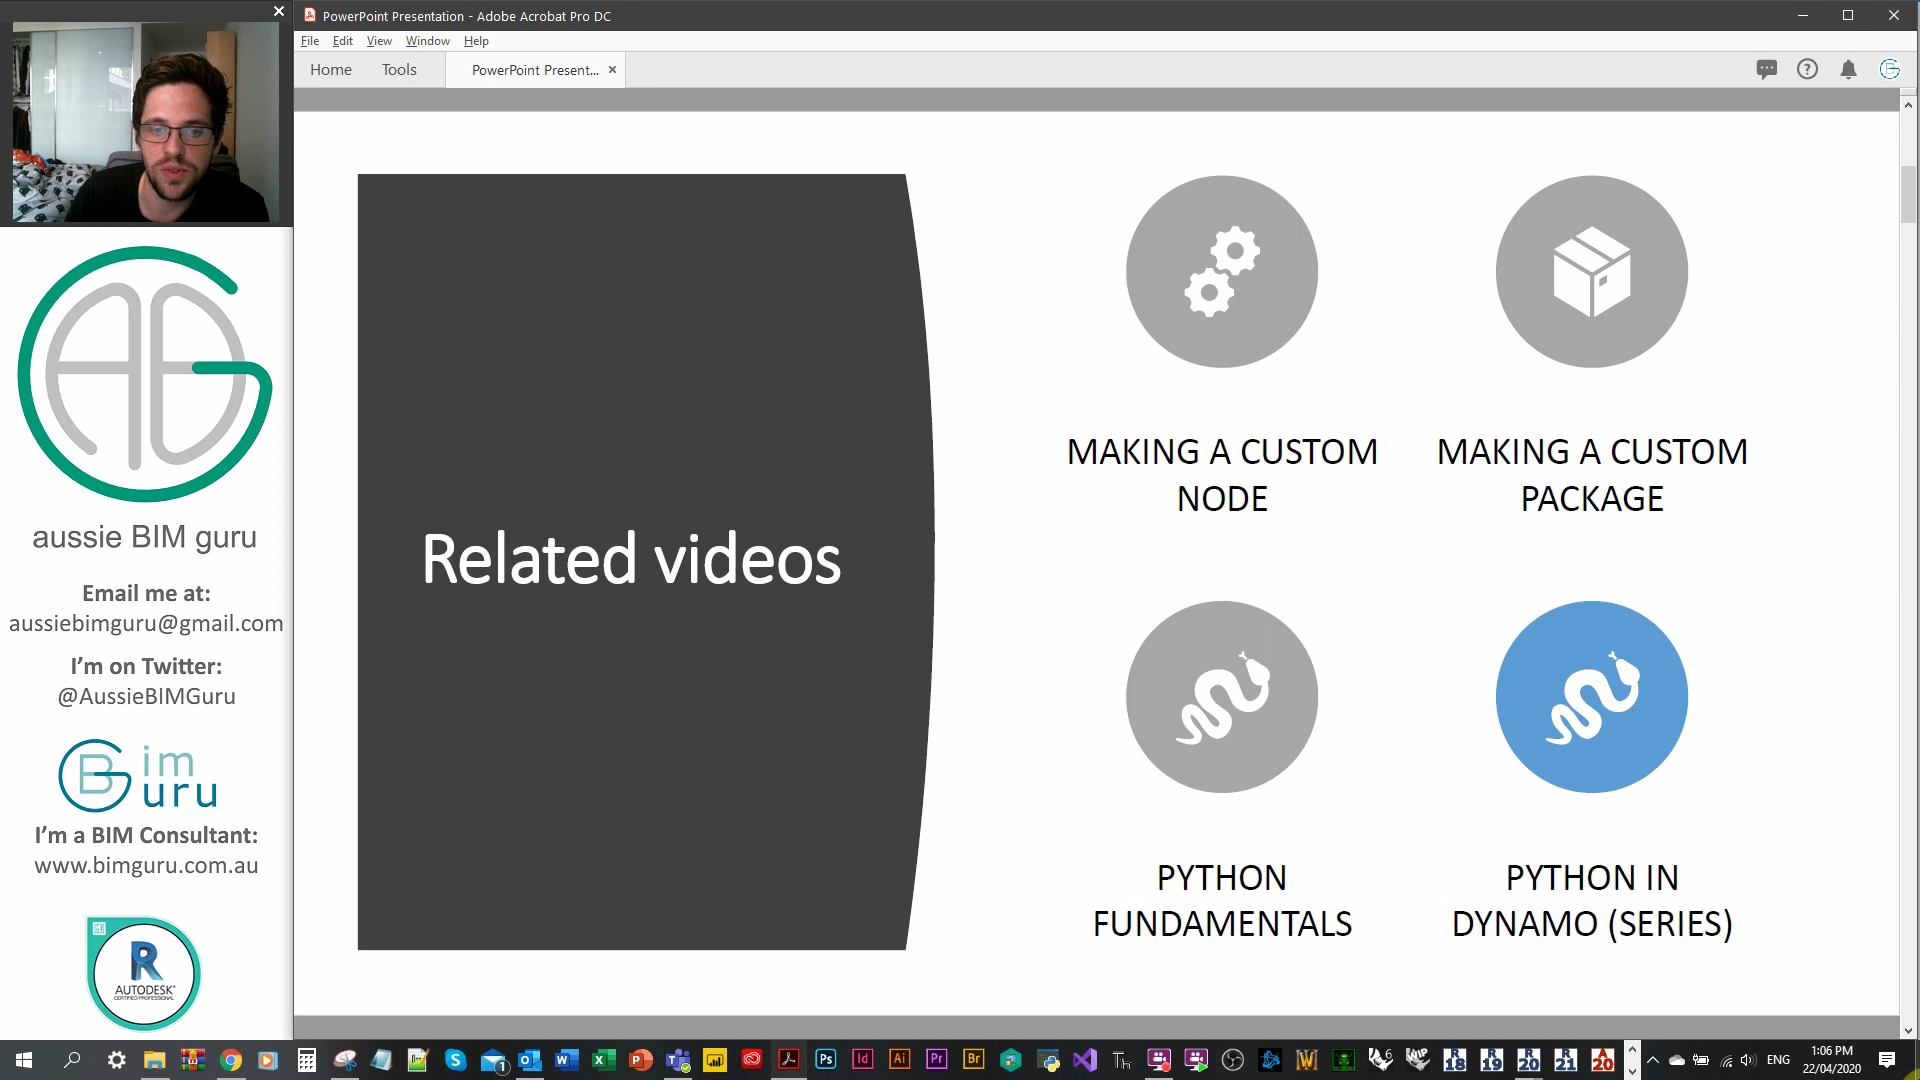 PowerPoint Presentation - Adobe Acrobat Pro DC
File Edit View Window Help
Home Tools PowerPoint Present...
aussie BIM guru
Email me at:
aussiebimguru@gmail.com
I'm on Twitter:
@AussieBIMGuru
BG im
uru
I'm a BIM Consultant:
www.bimguru.com.au
R
AUTODESK
CERTIFIED PROFESSIONAL
Related videos
MAKING A CUSTOM
NODE
MAKING A CUSTOM
PACKAGE
PYTHON
FUNDAMENTALS
PYTHON IN
DYNAMO (SERIES)
ENG
1:06 PM
22/04/2020